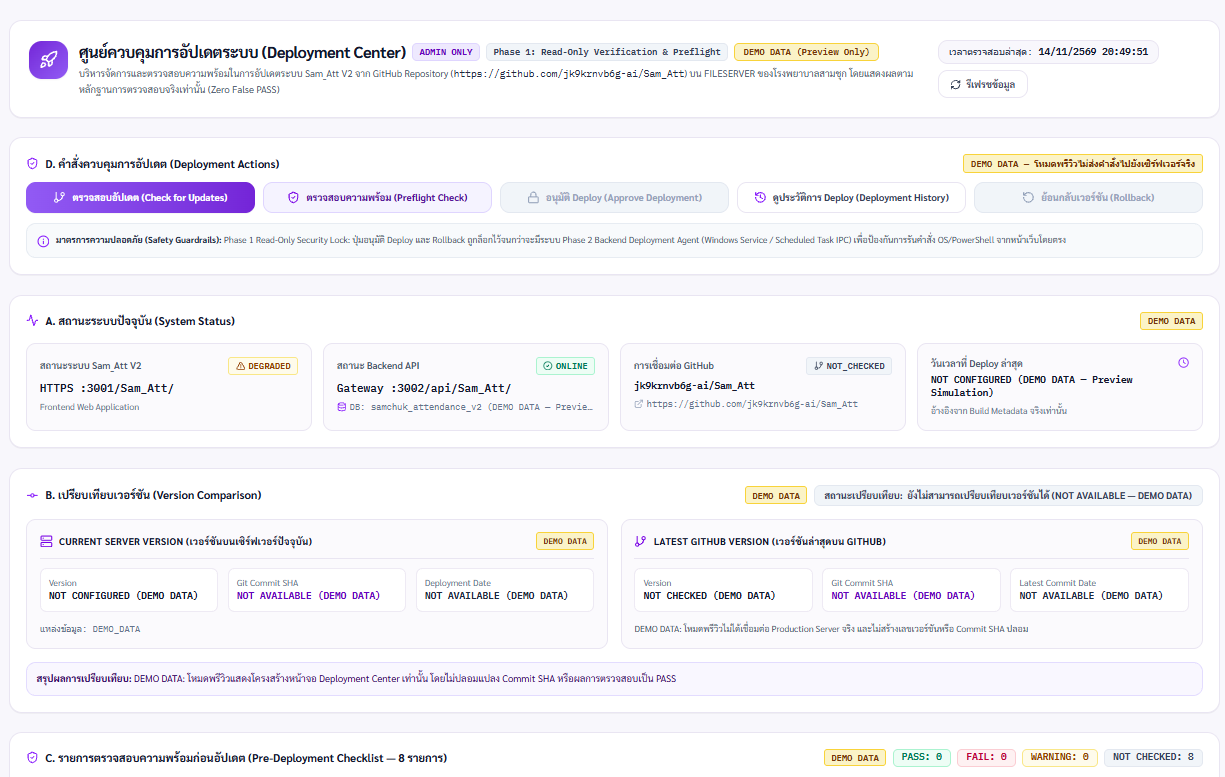 ศูนย์ควบคุมการอัปเดตระบบ (Deployment Center) ADMIN ONLY Phase 1: Read-Only Verification & Preflight DEMO DATA (Preview Only)
บริหารจัดการและตรวจสอบความพร้อมในการอัปเดตระบบ Sam_Att V2 จาก GitHub Repository (https://github.com/jk9krnvb6g-ai/Sam_Att) บน FILESERVER ของโรงพยาบาลสามชุก โดยแสดงผลตาม
หลักฐานการตรวจสอบจริงเท่านั้น (Zero False PASS)
เวลาตรวจสอบล่าสุด: 14/11/2569 20:49:51
รีเฟรชข้อมูล
D. คำสั่งควบคุมการอัปเดต (Deployment Actions)
DEMO DATA — โหมดพรีวิวไม่ส่งคำสั่งไปยังเซิร์ฟเวอร์จริง
ตรวจสอบอัปเดต (Check for Updates)
ตรวจสอบความพร้อม (Preflight Check)
อนุมัติ Deploy (Approve Deployment)
ดูประวัติการ Deploy (Deployment History)
ย้อนกลับเวอร์ชัน (Rollback)
มาตรการความปลอดภัย (Safety Guardrails): Phase 1 Read-Only Security Lock: ปุ่มอนุมัติ Deploy และ Rollback ถูกล็อกไว้จนกว่าจะมีระบบ Phase 2 Backend Deployment Agent (Windows Service / Scheduled Task IPC) เพื่อป้องกันการรันคำสั่ง OS/PowerShell จากหน้าเว็บโดยตรง
A. สถานะระบบปัจจุบัน (System Status)
DEMO DATA
สถานะระบบ Sam_Att V2 DEGRADED
HTTPS :3001/Sam_Att/
Frontend Web Application
สถานะ Backend API ONLINE
Gateway :3002/api/Sam_Att/
DB: samchuk_attendance_v2 (DEMO DATA — Previe…
การเชื่อมต่อ GitHub NOT_CHECKED
jk9krnvb6g-ai/Sam_Att
https://github.com/jk9krnvb6g-ai/Sam_Att
วันเวลาที่ Deploy ล่าสุด
NOT CONFIGURED (DEMO DATA — Preview
Simulation)
อ้างอิงจาก Build Metadata จริงเท่านั้น
B. เปรียบเทียบเวอร์ชัน (Version Comparison)
DEMO DATA
สถานะเปรียบเทียบ: ยังไม่สามารถเปรียบเทียบเวอร์ชันได้ (NOT AVAILABLE — DEMO DATA)
CURRENT SERVER VERSION (เวอร์ชันบนเซิร์ฟเวอร์ปัจจุบัน) DEMO DATA
Version
NOT CONFIGURED (DEMO DATA)
Git Commit SHA
NOT AVAILABLE (DEMO DATA)
Deployment Date
NOT AVAILABLE (DEMO DATA)
แหล่งข้อมูล: DEMO_DATA
LATEST GITHUB VERSION (เวอร์ชันล่าสุดบน GITHUB) DEMO DATA
Version
NOT CHECKED (DEMO DATA)
Git Commit SHA
NOT AVAILABLE (DEMO DATA)
Latest Commit Date
NOT AVAILABLE (DEMO DATA)
DEMO DATA: โหมดพรีวิวไม่ได้เชื่อมต่อ Production Server จริง และไม่สร้างเลขเวอร์ชันหรือ Commit SHA ปลอม
สรุปผลการเปรียบเทียบ: DEMO DATA: โหมดพรีวิวแสดงโครงสร้างหน้าจอ Deployment Center เท่านั้น โดยไม่ปลอมแปลง Commit SHA หรือผลการตรวจสอบเป็น PASS
C. รายการตรวจสอบความพร้อมก่อนอัปเดต (Pre-Deployment Checklist — 8 รายการ)
DEMO DATA PASS: 0 FAIL: 0 WARNING: 0 NOT CHECKED: 8